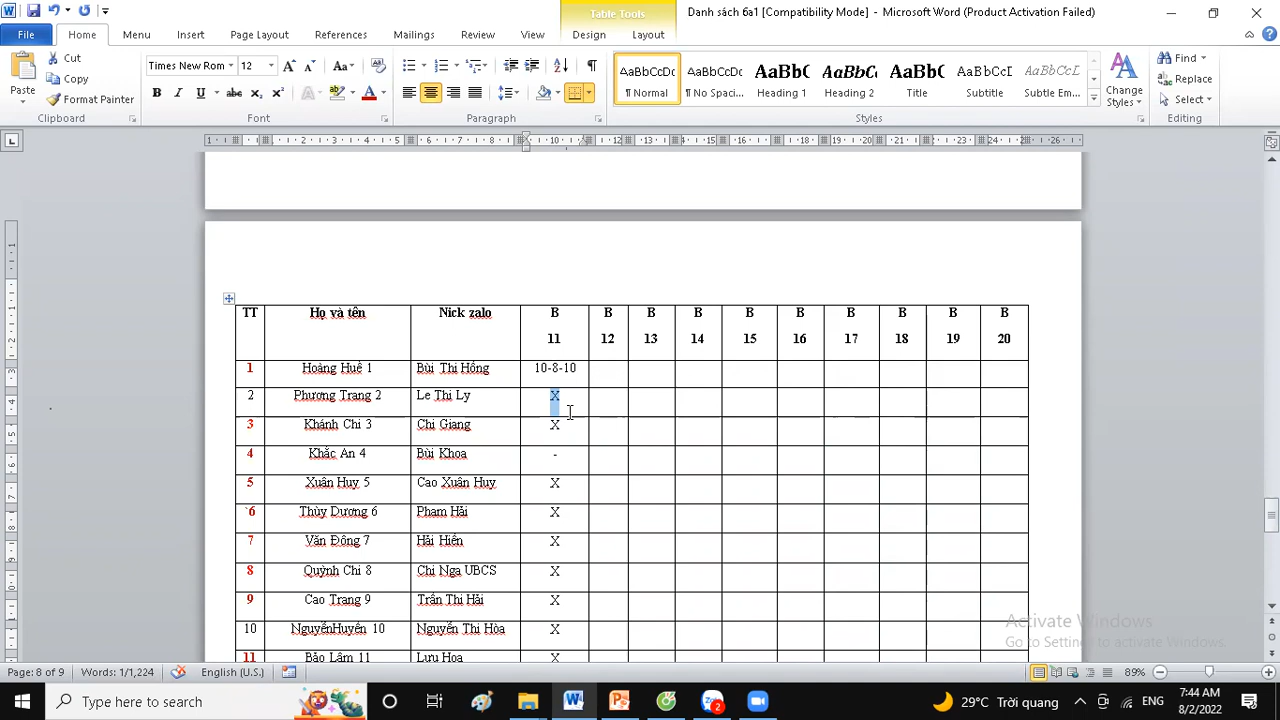 Table Tools
Dansách 6a1 [Compatibility Mode] - Microsoft Word (Product Activation Failed)
File Home Menu Insert Page Layout References Mailings Review View Design Layout
Paste Cut Copy Format Painter
Times New Rom 12
AaBbCcDc AaBbCcDc AaBbC AaBbCc AaBbC AaBbCcDd AaBbCcDd
¶ Normal ¶ No Spaci... Heading 1 Heading 2 Title Subtitle Subtle Em...
Change Styles
Find
Replace
Select
Clipboard Font Paragraph Styles Editing
TT Họ và tên Nick zalo B 11 B 12 B 13 B 14 B 15 B 16 B 17 B 18 B 19 B 20
1 Hoàng Huế 1 Bùi Thị Hồng 10-8-10
2 Phương Trang 2 Le Thi Ly X
3 Khánh Chi 3 Chi Giang X
4 Khắc An 4 Bùi Khoa -
5 Xuân Huy 5 Cao Xuân Huy X
`6 Thùy Dương 6 Pham Hải X
7 Văn Đông 7 Hải Hiền X
8 Quỳnh Chi 8 Chi Nga UBCS X
9 Cao Trang 9 Trần Thi Hải X
10 NguyễnHuyền 10 Nguyễn Thị Hòa X
11 Bảo Lâm 11 Lưu Hoa X
Activate Windows
Go to Settings to activate Windows.
Page: 8 of 9 Words: 1/1,224 English (U.S.) 89%
Type here to search
2
29°C Trời quang ENG
7:44 AM
8/2/2022